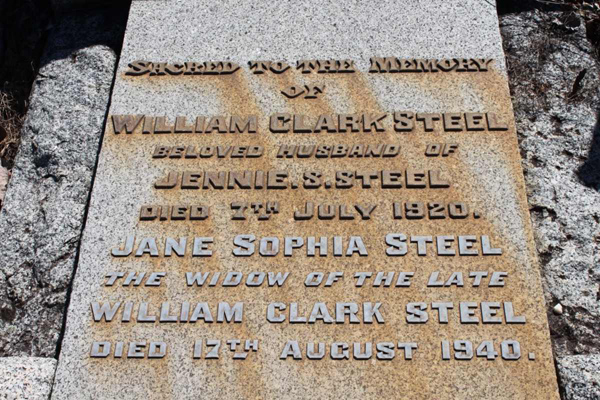 Sacred to the Memory
of
William Clark Steel
beloved husband of
Jennie.S.Steel
died 7th July 1920.
Jane Sophia Steel
the widow of the late
William Clark Steel
died 17th August 1940.